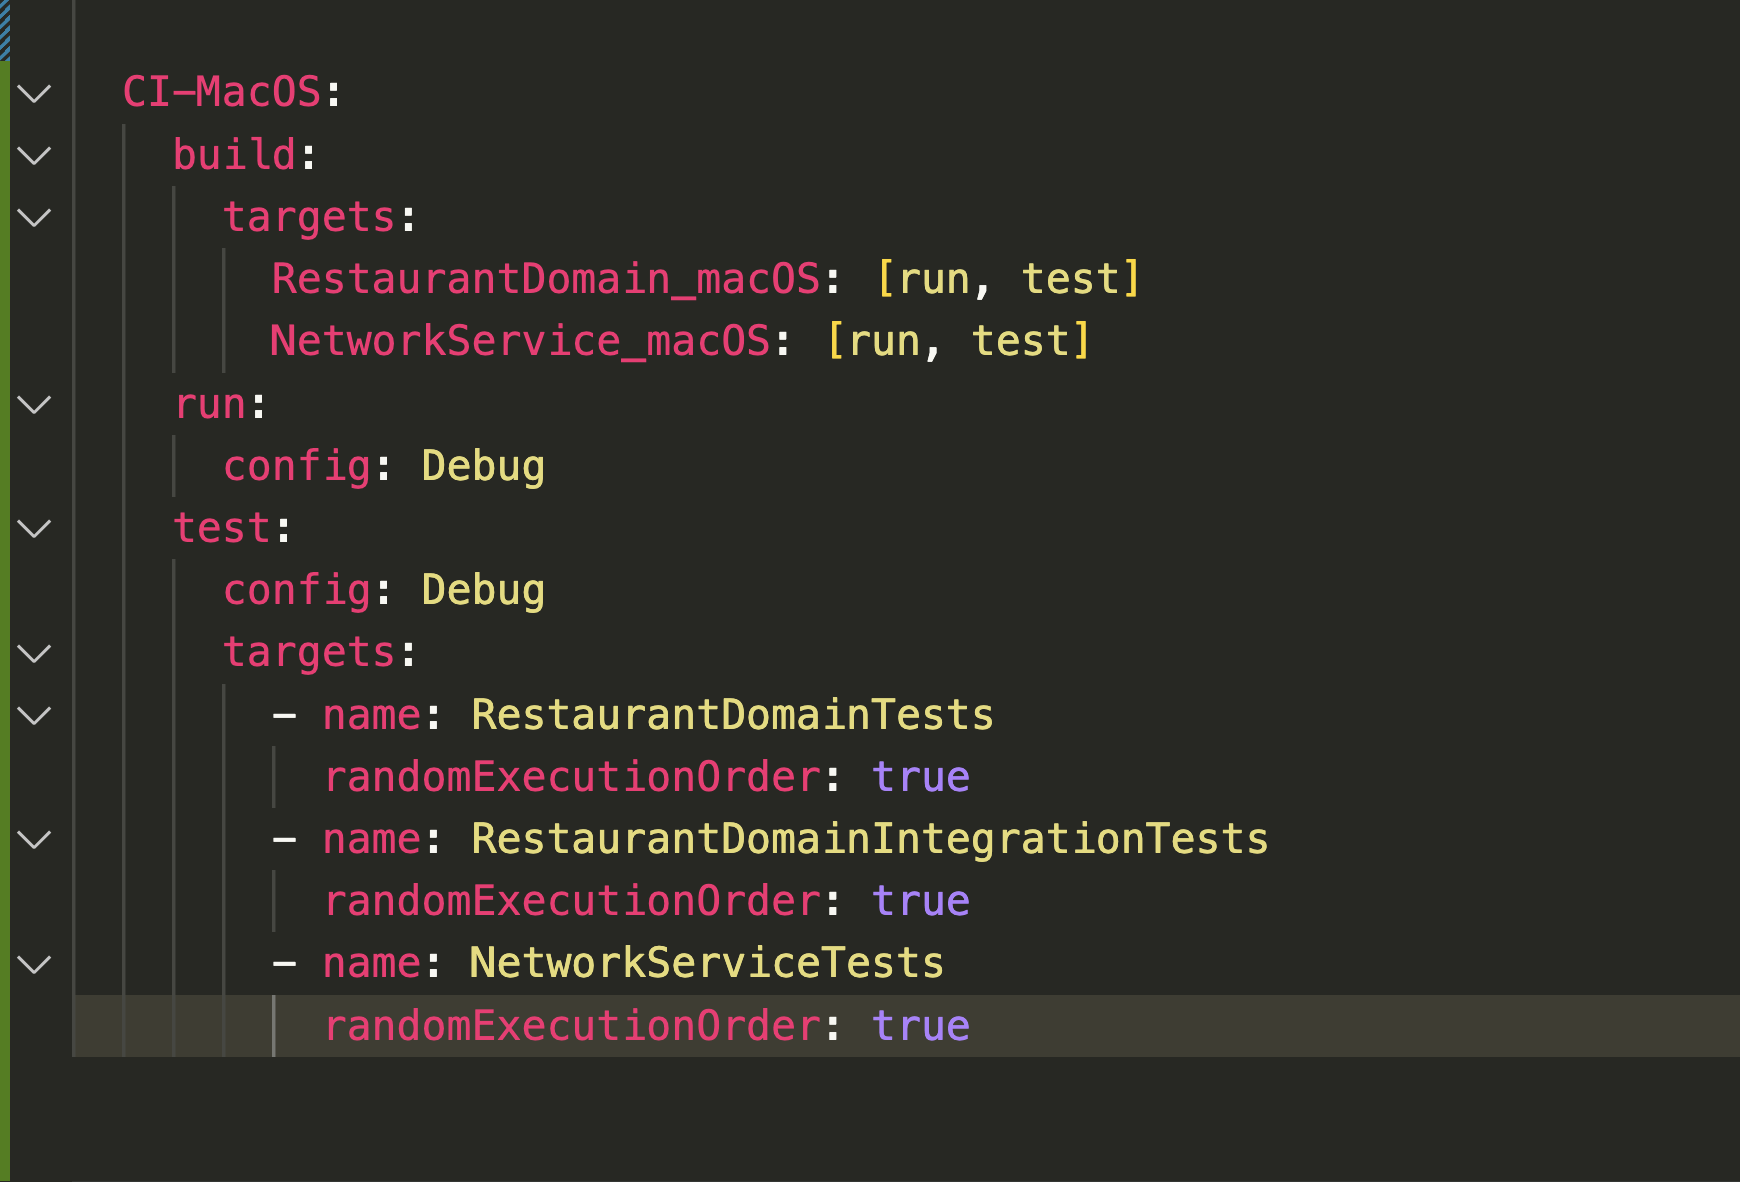 CI-MacOS:
build:
targets:
RestaurantDomain_macOS: [run, test]
NetworkService_macOS: [run, test]
run:
config: Debug
test:
config: Debug
targets:
- name: RestaurantDomainTests
randomExecutionOrder: true
- name: RestaurantDomainIntegrationTests
randomExecutionOrder: true
- name: NetworkServiceTests
randomExecutionOrder: true